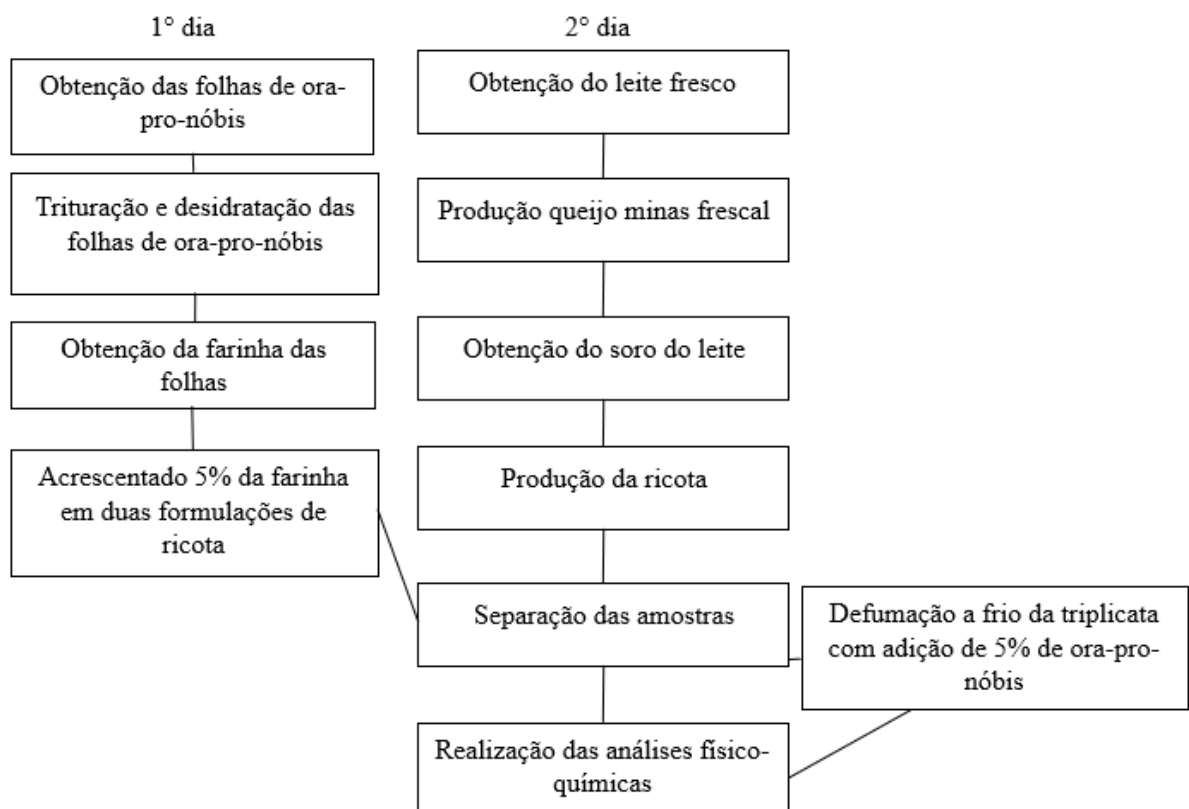 1° dia
Obtenção das folhas de ora-
pro-nóbis
Trituração e desidratação das
folhas de ora-pro-nóbis
Obtenção da farinha das
folhas
Acrescentado 5% da farinha
em duas formulações de
ricota
2° dia
Obtenção do leite fresco
Produção queijo minas frescal
Obtenção do soro do leite
Produção da ricota
Separação das amostras
Defumação a frio da triplicata
com adição de 5% de ora-pro-
nóbis
Realização das análises físico-
químicas